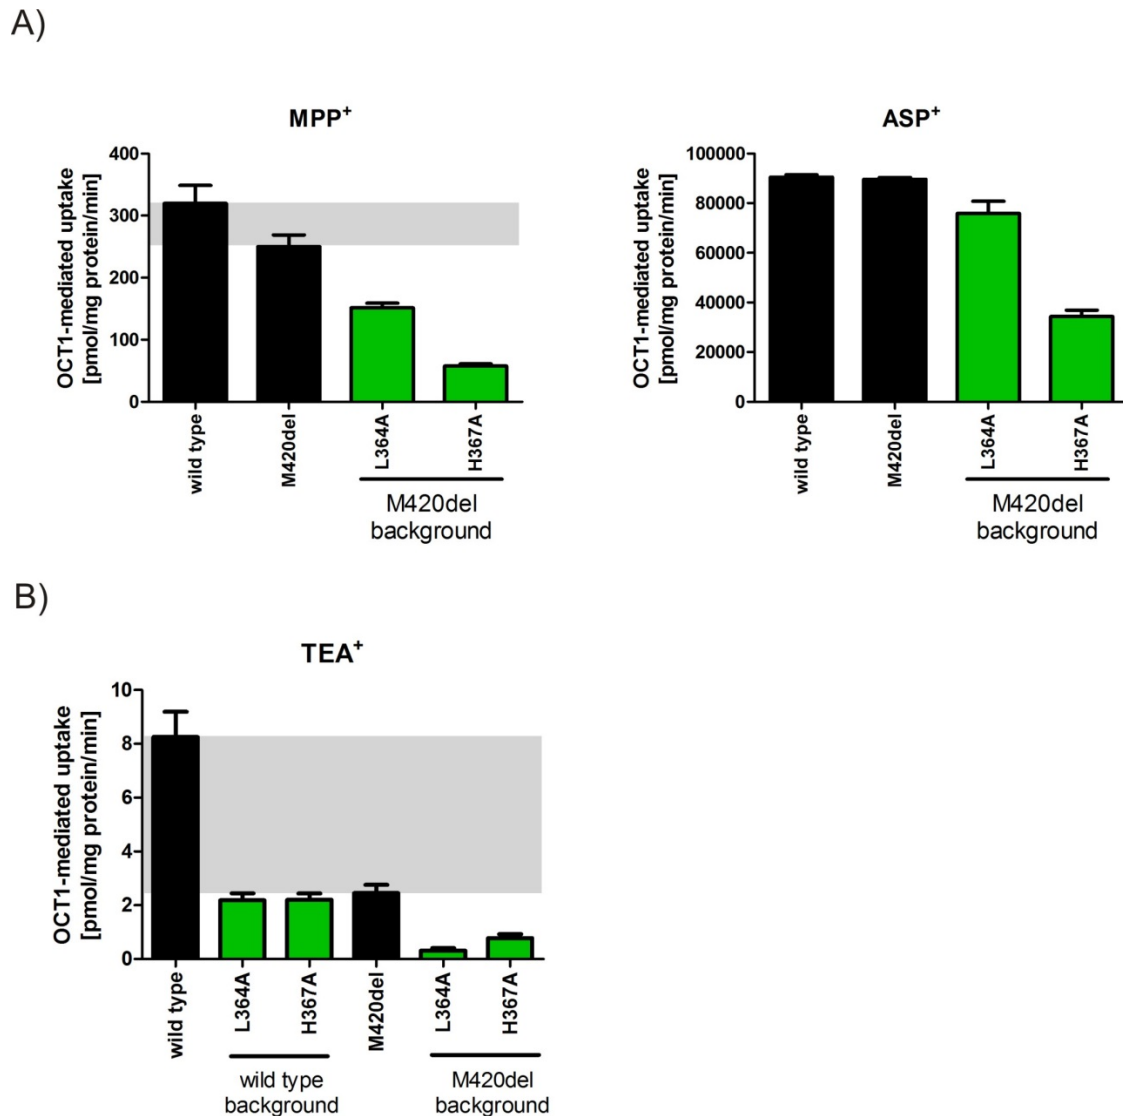 A)
MPP+
OCT1-mediated uptake
[pmol/mg protein/min]
400
300
200
100
0
wild type
M420del
L364A
H367A
M420del
background
ASP+
OCT1-mediated uptake
[pmol/mg protein/min]
100000
80000
60000
40000
20000
0
wild type
M420del
L364A
H367A
M420del
background
B)
TEA+
OCT1-mediated uptake
[pmol/mg protein/min]
10
8
6
4
2
0
wild type
L364A
H367A
M420del
L364A
H367A
wild type
background
M420del
background